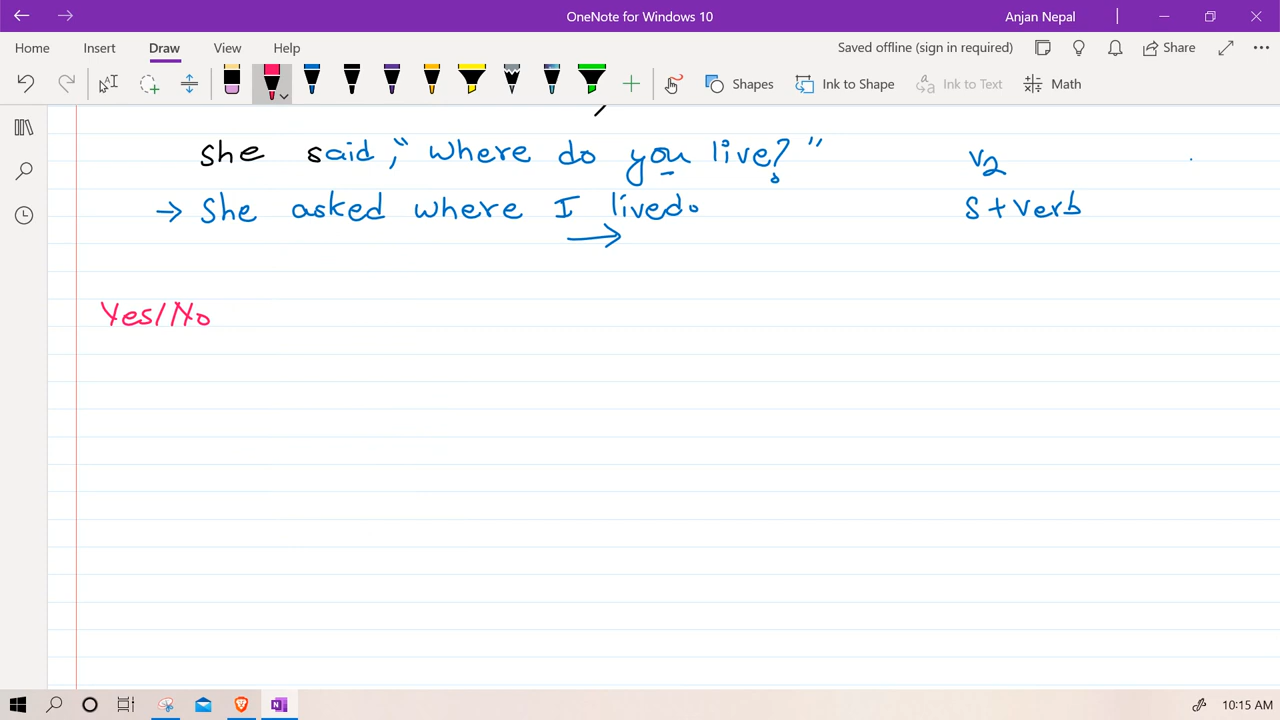 OneNote for Windows 10
Anjan Nepal
Home Insert Draw View Help
Saved offline (sign in required) Share
Shapes Ink to Shape Ink to Text Math
She said, "where do you live?" V2
→ She asked where I lived. S + verb
Yes/No
10:15 AM